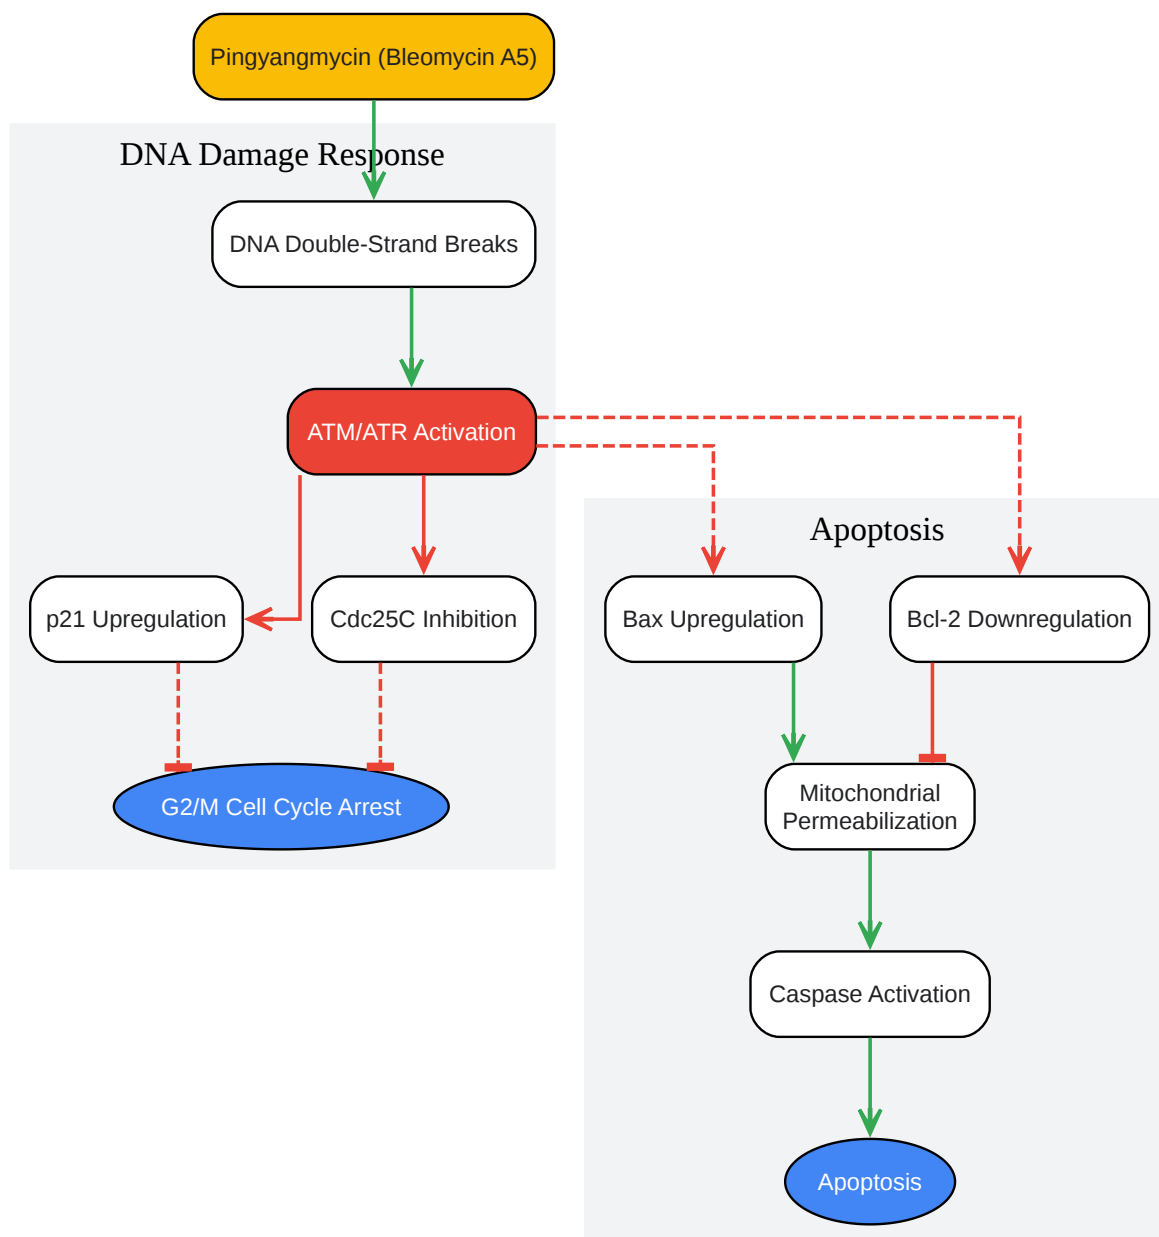 Pingyangmycin (Bleomycin A5)
DNA Damage Response
DNA Double-Strand Breaks
ATM/ATR Activation
Apoptosis
p21 Upregulation
Cdc25C Inhibition
Bax Upregulation
Bcl-2 Downregulation
G2/M Cell Cycle Arrest
Mitochondrial
Permeabilization
Caspase Activation
Apoptosis